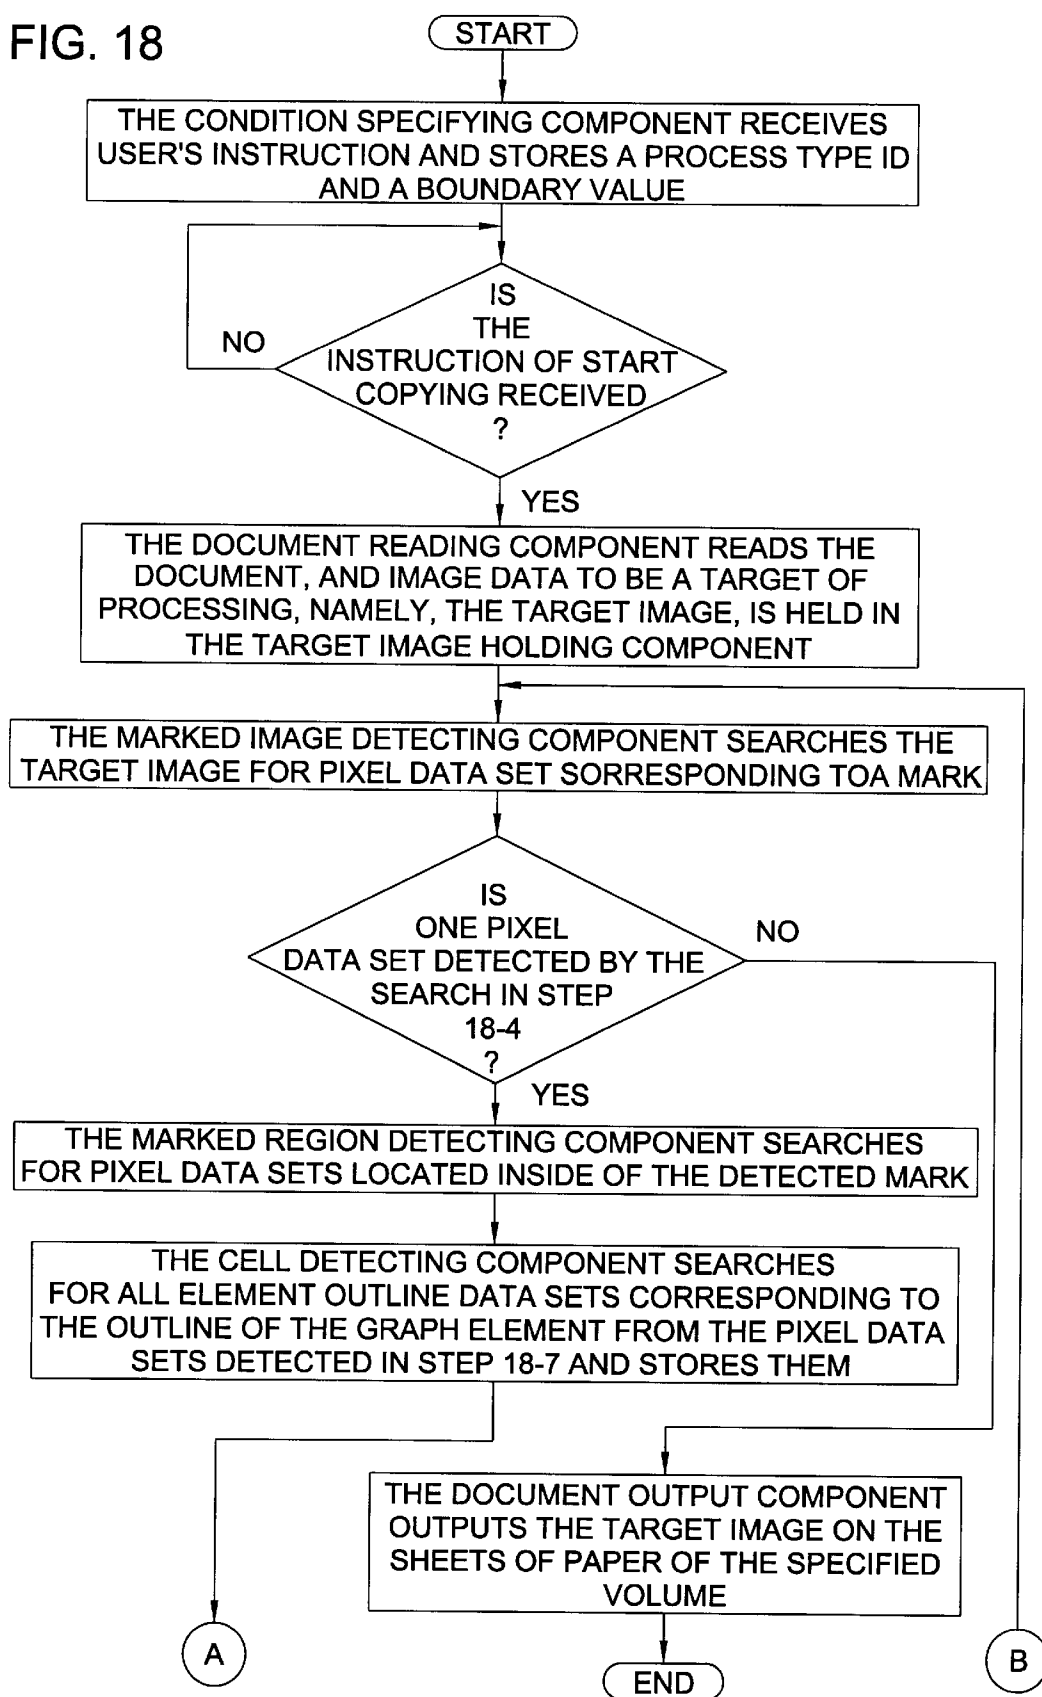 FIG. 18
START
THE CONDITION SPECIFYING COMPONENT RECEIVES
USER'S INSTRUCTION AND STORES A PROCESS TYPE ID
AND A BOUNDARY VALUE
IS
THE
INSTRUCTION OF START
COPYING RECEIVED
?
NO
YES
THE DOCUMENT READING COMPONENT READS THE
DOCUMENT, AND IMAGE DATA TO BE A TARGET OF
PROCESSING, NAMELY, THE TARGET IMAGE, IS HELD IN
THE TARGET IMAGE HOLDING COMPONENT
THE MARKED IMAGE DETECTING COMPONENT SEARCHES THE
TARGET IMAGE FOR PIXEL DATA SET SORRESPONDING TOA MARK
IS
ONE PIXEL
DATA SET DETECTED BY THE
SEARCH IN STEP
18-4
?
NO
YES
THE MARKED REGION DETECTING COMPONENT SEARCHES
FOR PIXEL DATA SETS LOCATED INSIDE OF THE DETECTED MARK
THE CELL DETECTING COMPONENT SEARCHES
FOR ALL ELEMENT OUTLINE DATA SETS CORRESPONDING TO
THE OUTLINE OF THE GRAPH ELEMENT FROM THE PIXEL DATA
SETS DETECTED IN STEP 18-7 AND STORES THEM
THE DOCUMENT OUTPUT COMPONENT
OUTPUTS THE TARGET IMAGE ON THE
SHEETS OF PAPER OF THE SPECIFIED
VOLUME
A
B
END